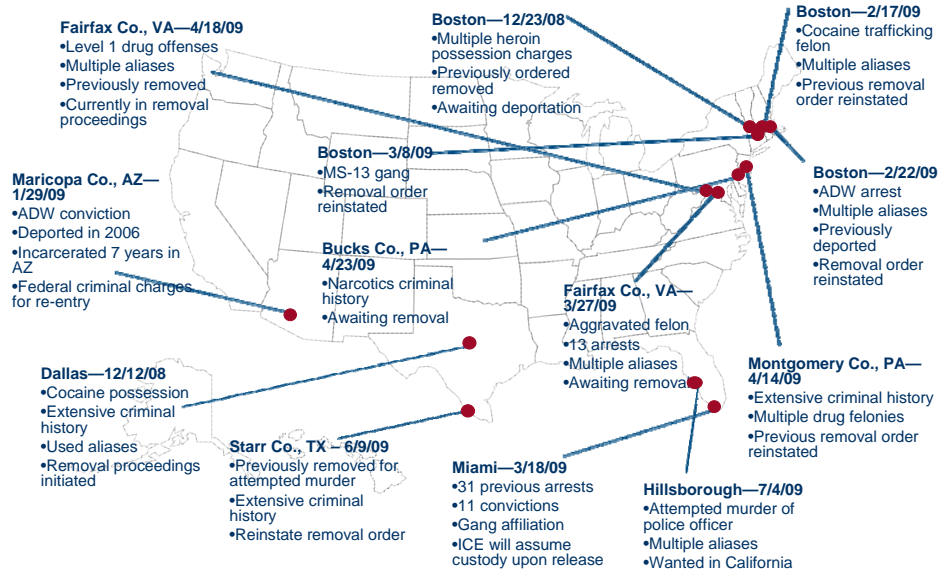 Fairfax Co., VA—4/18/09
•Level 1 drug offenses
•Multiple aliases
•Previously removed
•Currently in removal
proceedings
Boston—12/23/08
•Multiple heroin
possession charges
•Previously ordered
removed
•Awaiting deportation
Boston—2/17/09
•Cocaine trafficking
felon
•Multiple aliases
•Previous removal
order reinstated
Boston—3/8/09
•MS-13 gang
•Removal order
reinstated
Maricopa Co., AZ—
1/29/09
•ADW conviction
•Deported in 2006
•Incarcerated 7 years in
AZ
•Federal criminal charges
for re-entry
Boston—2/22/09
•ADW arrest
•Multiple aliases
•Previously
deported
•Removal order
reinstated
Bucks Co., PA—
4/23/09
•Narcotics criminal
history
•Awaiting removal
Fairfax Co., VA—
3/27/09
•Aggravated felon
•13 arrests
•Multiple aliases
•Awaiting removal
Dallas—12/12/08
•Cocaine possession
•Extensive criminal
history
•Used aliases
•Removal proceedings
initiated
Montgomery Co., PA—
4/14/09
•Extensive criminal history
•Multiple drug felonies
•Previous removal order
reinstated
Starr Co., TX – 6/9/09
•Previously removed for
attempted murder
•Extensive criminal
history
•Reinstate removal order
Miami—3/18/09
•31 previous arrests
•11 convictions
•Gang affiliation
•ICE will assume
custody upon release
Hillsborough—7/4/09
•Attempted murder of
police officer
•Multiple aliases
•Wanted in California